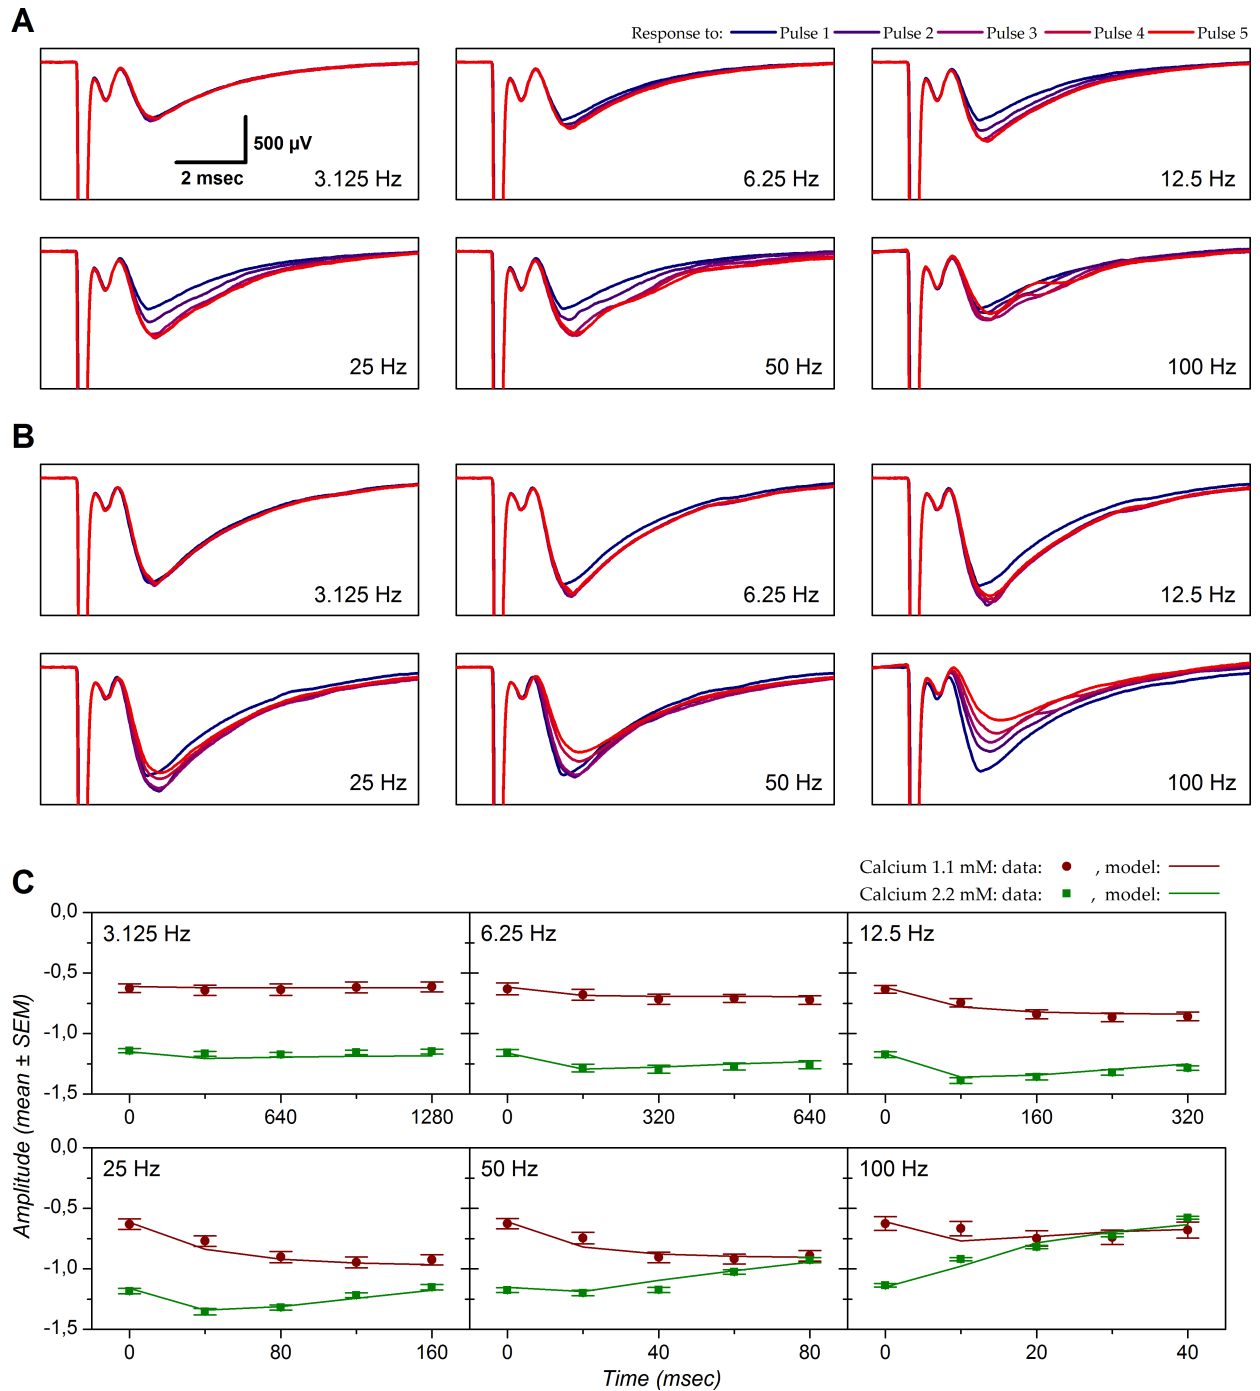 A
Response to: Pulse 1 Pulse 2 Pulse 3 Pulse 4 Pulse 5
500 µV
2 msec
3.125 Hz
6.25 Hz
12.5 Hz
25 Hz
50 Hz
100 Hz
B
3.125 Hz
6.25 Hz
12.5 Hz
25 Hz
50 Hz
100 Hz
C
Calcium 1.1 mM: data: , model:
Calcium 2.2 mM: data: , model:
Amplitude (mean ± SEM)
0,0
-0,5
-1,0
-1,5
3.125 Hz
6.25 Hz
12.5 Hz
0 640 1280 0 320 640 0 160 320
0,0
-0,5
-1,0
-1,5
25 Hz
50 Hz
100 Hz
0 80 160 0 40 80 0 20 40
Time (msec)